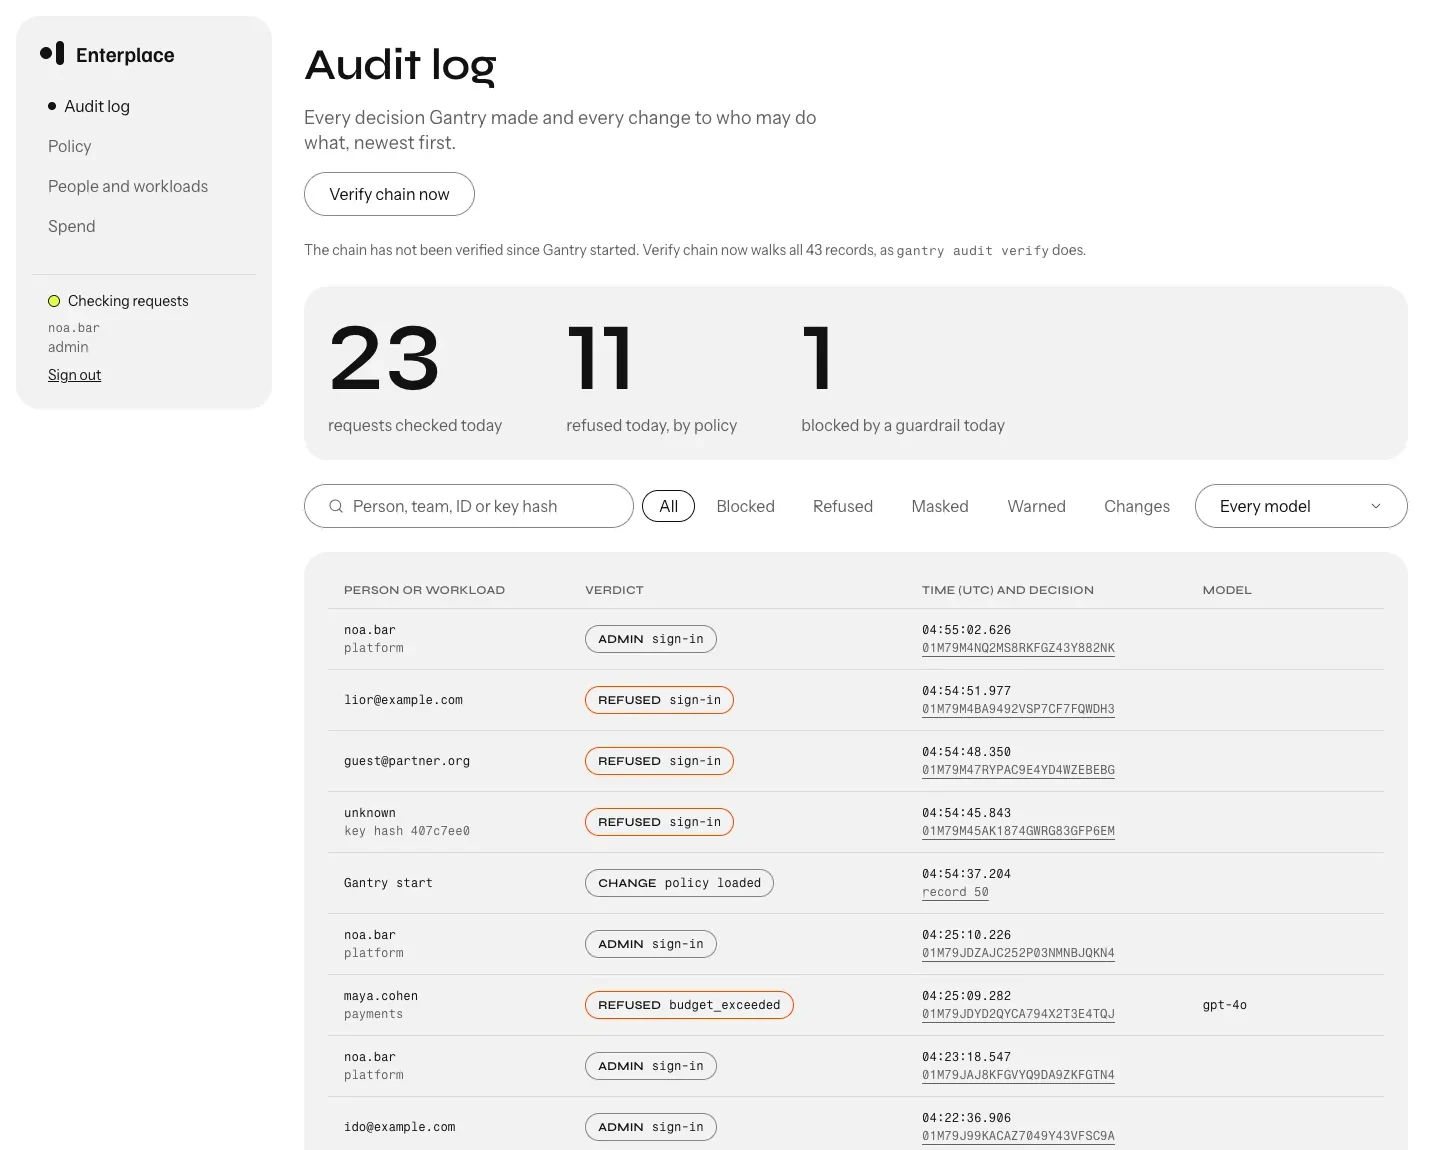 Enterplace
Audit log
Policy
People and workloads
Spend
Checking requests
noa.bar
admin
Sign out
Audit log
Every decision Gantry made and every change to who may do
what, newest first.
Verify chain now
The chain has not been verified since Gantry started. Verify chain now walks all 43 records, as gantry audit verify does.
23
requests checked today
11
refused today, by policy
1
blocked by a guardrail today
Person, team, ID or key hash
All Blocked Refused Masked Warned Changes Every model
PERSON OR WORKLOAD VERDICT TIME (UTC) AND DECISION MODEL
noa.bar
platform
ADMIN sign-in
04:55:02.626
01M79M4NQ2MS8RKFGZ43Y882NK
lior@example.com
REFUSED sign-in
04:54:51.977
01M79M4BA9492VSP7CF7FQWDH3
guest@partner.org
REFUSED sign-in
04:54:48.350
01M79M47RYPAC9E4YD4WZEBEBG
unknown
key hash 407c7ee0
REFUSED sign-in
04:54:45.843
01M79M45AK1874GWRG83GFP6EM
Gantry start
CHANGE policy loaded
04:54:37.204
record 50
noa.bar
platform
ADMIN sign-in
04:25:10.226
01M79JDZAJC252P03NMNBJQKN4
maya.cohen
payments
REFUSED budget_exceeded
04:25:09.282
01M79JDYD2QYCA794X2T3E4TQJ
gpt-4o
noa.bar
platform
ADMIN sign-in
04:23:18.547
01M79JAJ8KFGVYQ9DA9ZKFGTN4
ido@example.com
ADMIN sign-in
04:22:36.906
01M79J99KACAZ7049Y43VFSC9A